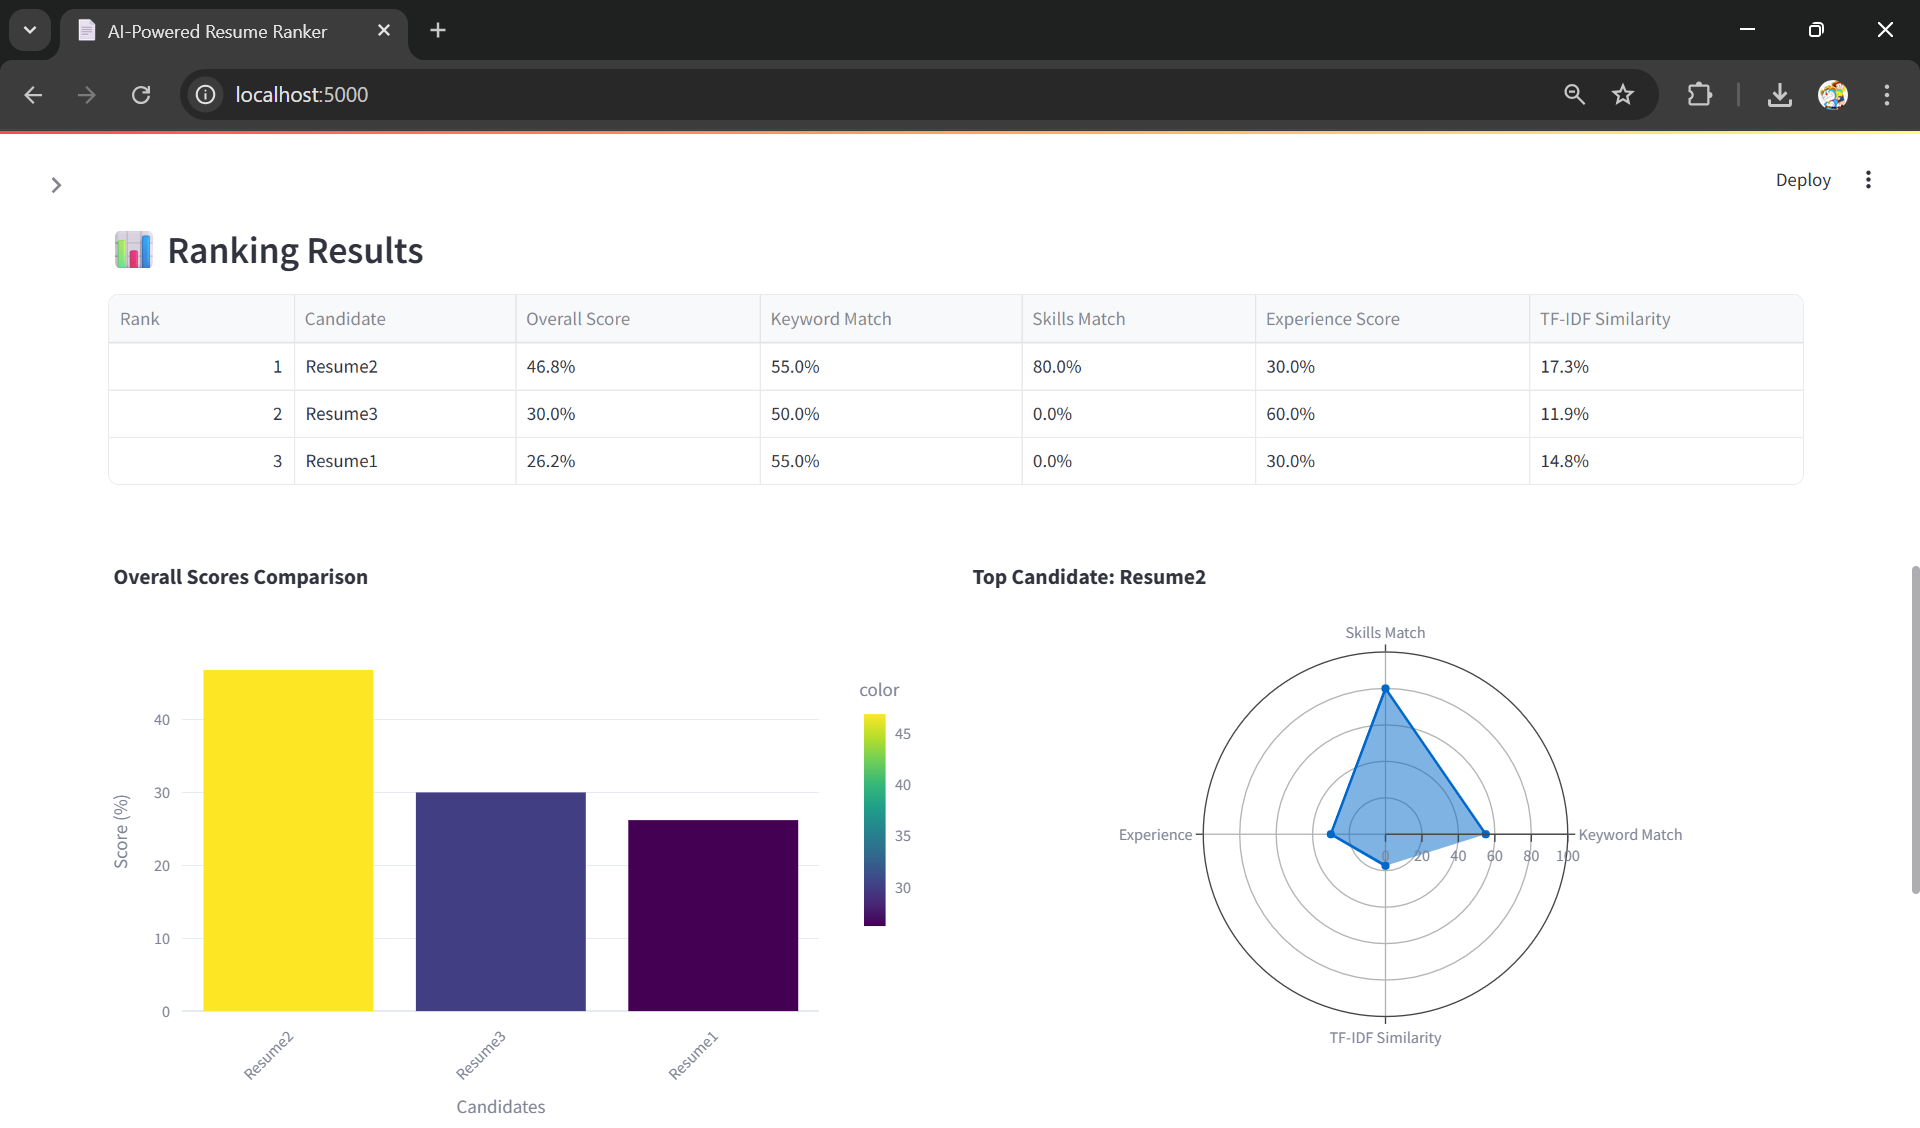 AI-Powered Resume Ranker
localhost:5000
Deploy
Ranking Results
Rank Candidate Overall Score Keyword Match Skills Match Experience Score TF-IDF Similarity
1 Resume2 46.8% 55.0% 80.0% 30.0% 17.3%
2 Resume3 30.0% 50.0% 0.0% 60.0% 11.9%
3 Resume1 26.2% 55.0% 0.0% 30.0% 14.8%
Overall Scores Comparison
40
30
20
10
0
Score (%)
Resume2
Resume3
Resume1
Candidates
color
45
40
35
30
Top Candidate: Resume2
Skills Match
Experience
Keyword Match
0 20 40 60 80 100
TF-IDF Similarity